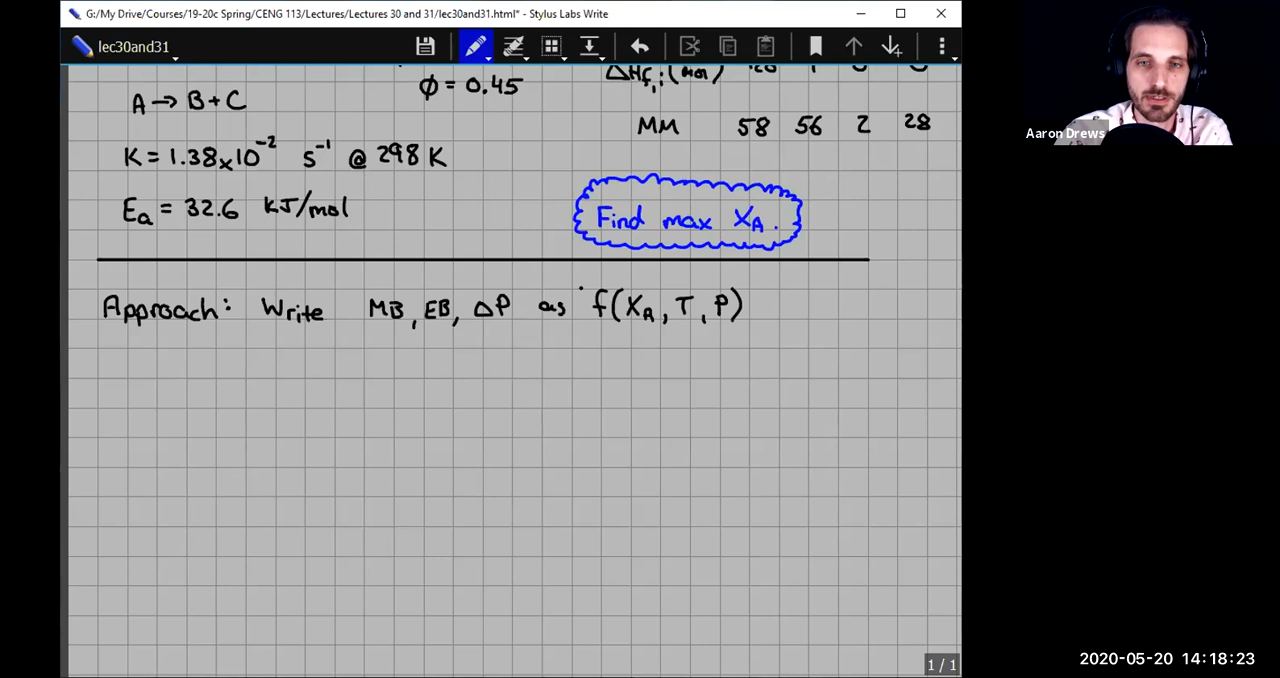 G:/My Drive/Courses/19-20c Spring/CENG 113/Lectures/Lectures 30 and 31/lec30and31.html* - Stylus Labs Write
lec30and31
ϕ = 0.45
A → B + C
MM 58 56 2 28
K = 1.38 x 10⁻² s⁻¹ @ 298 K
Ea = 32.6 KJ/mol
Find max XA.
Approach: Write MB, EB, ΔP as f(XA, T, P)
1 / 1
Aaron Drews
2020-05-20 14:18:23